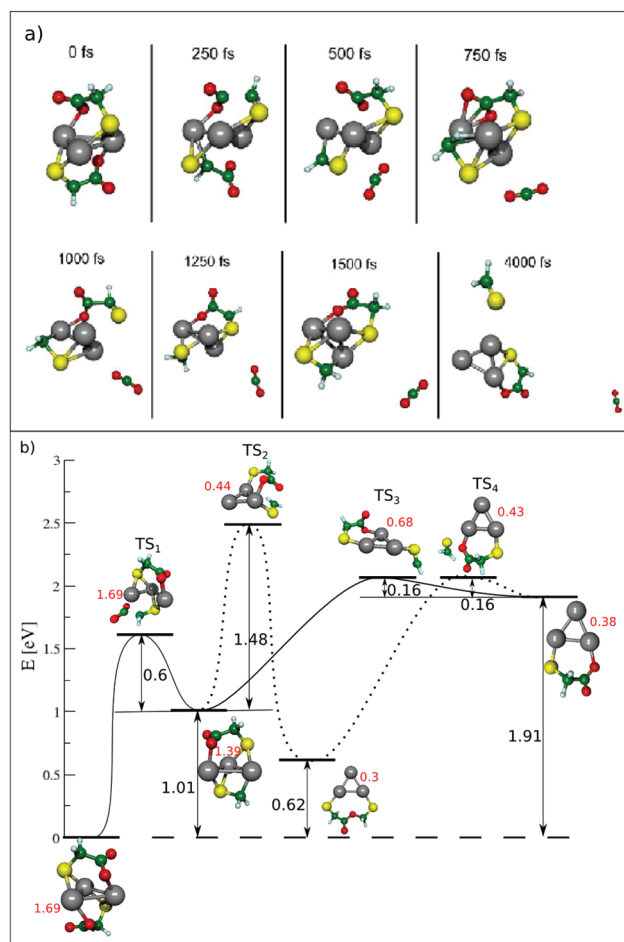 a)
0 fs
250 fs
500 fs
750 fs
1000 fs
1250 fs
1500 fs
4000 fs
b)
E [eV]
3
2.5
2
1.5
1
0.5
0
TS1
TS2
TS3
TS4
1.69
0.44
0.68
0.43
0.6
1.48
0.16
0.16
0.38
1.39
1.01
0.62
0.3
1.91
1.69